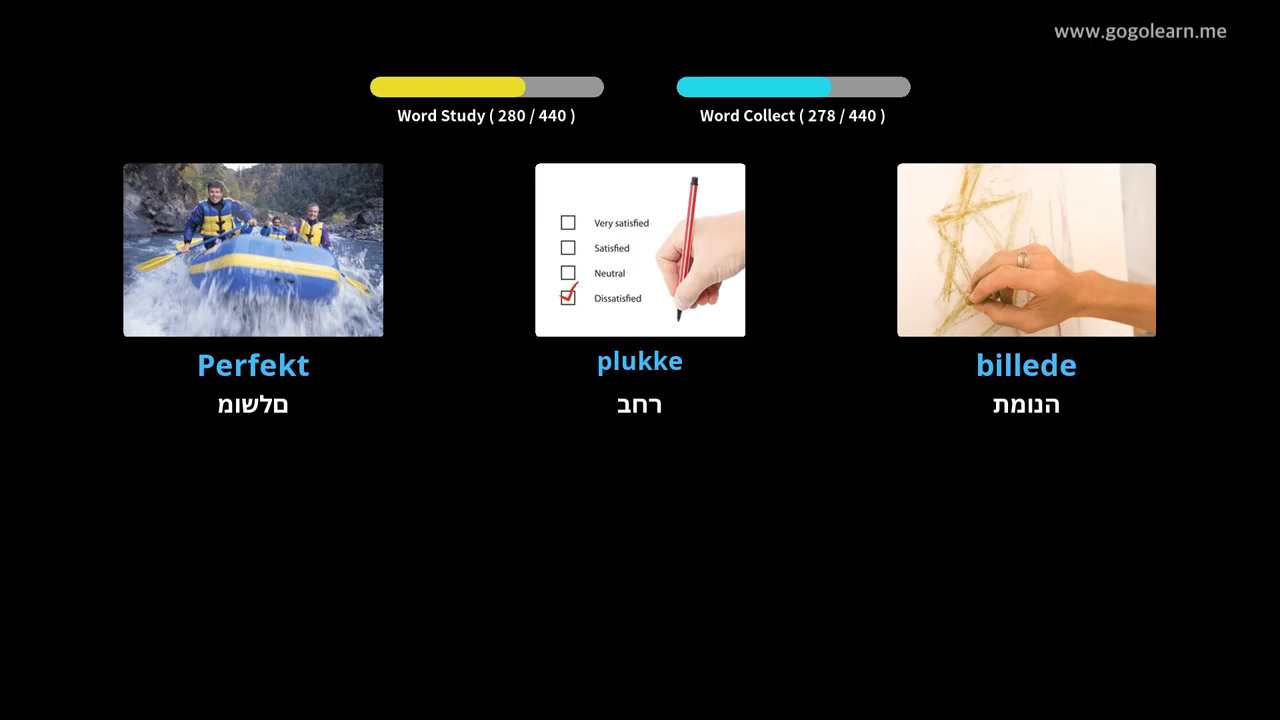 www.gogolearn.me
Word Study ( 280 / 440 )
Word Collect ( 278 / 440 )
Very satisfied
Satisfied
Neutral
Dissatisfied
Perfekt
םלשומ
plukke
רחב
billede
הנומת